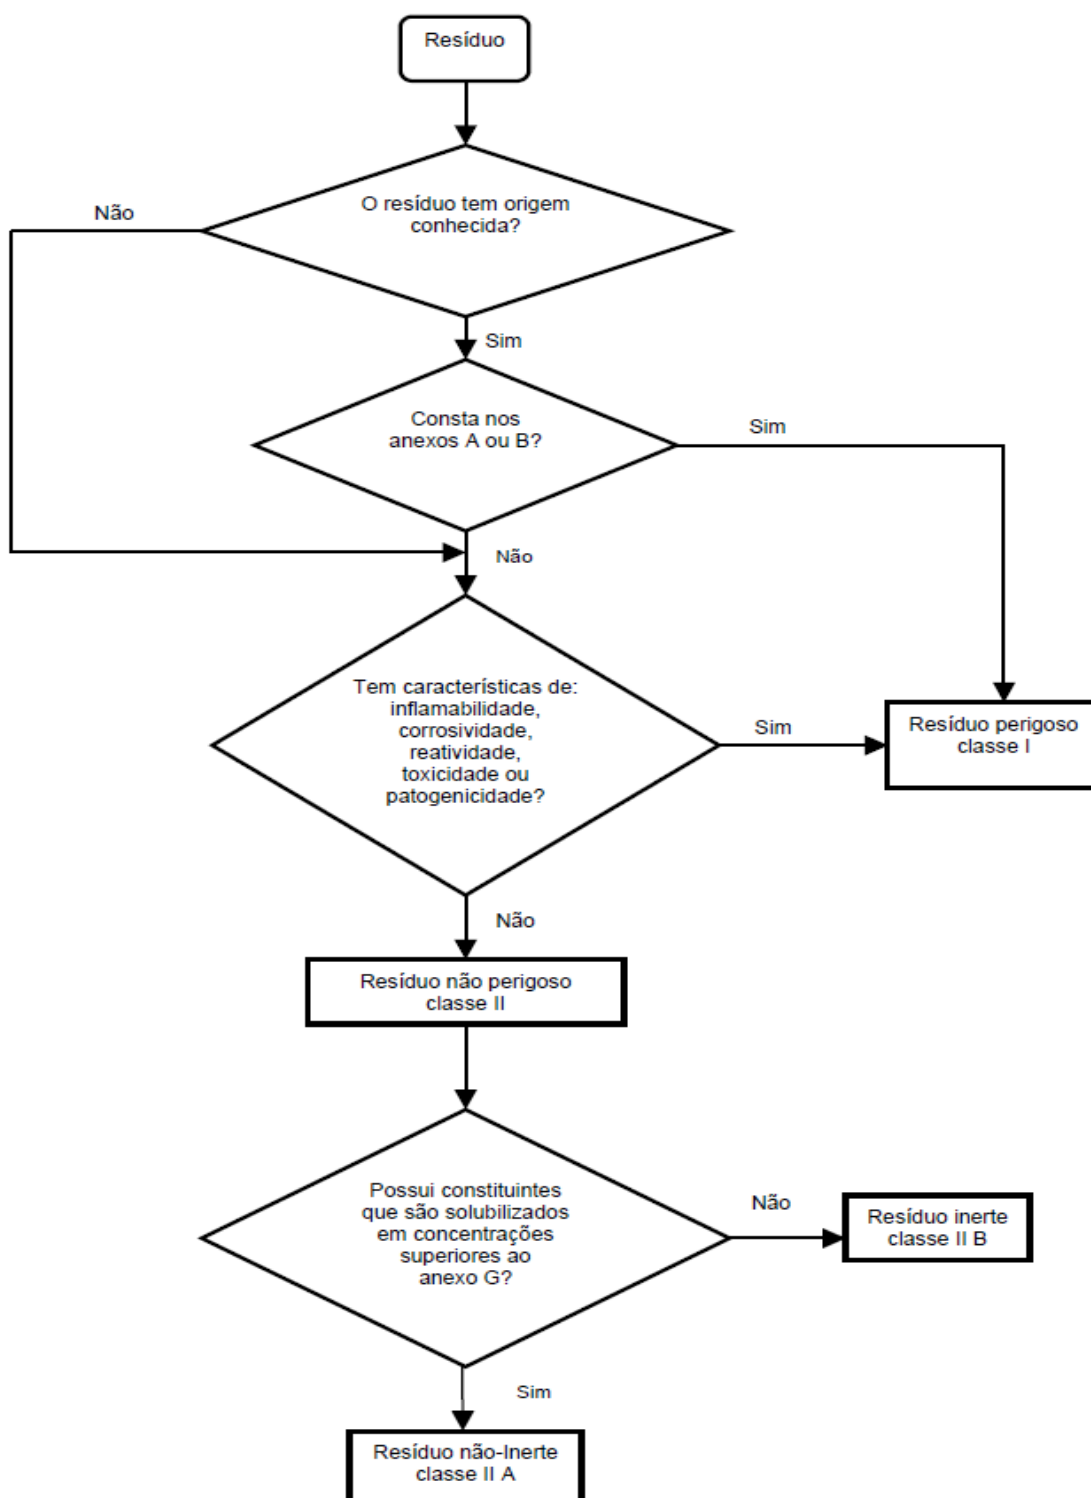 Resíduo
O resíduo tem origem
conhecida?
Não
Sim
Consta nos
anexos A ou B?
Sim
Não
Tem características de:
inflamabilidade,
corrosividade,
reatividade,
toxicidade ou
patogenicidade?
Sim
Resíduo perigoso
classe I
Não
Resíduo não perigoso
classe II
Possui constituintes
que são solubilizados
em concentrações
superiores ao
anexo G?
Não
Resíduo inerte
classe II B
Sim
Resíduo não-Inerte
classe II A